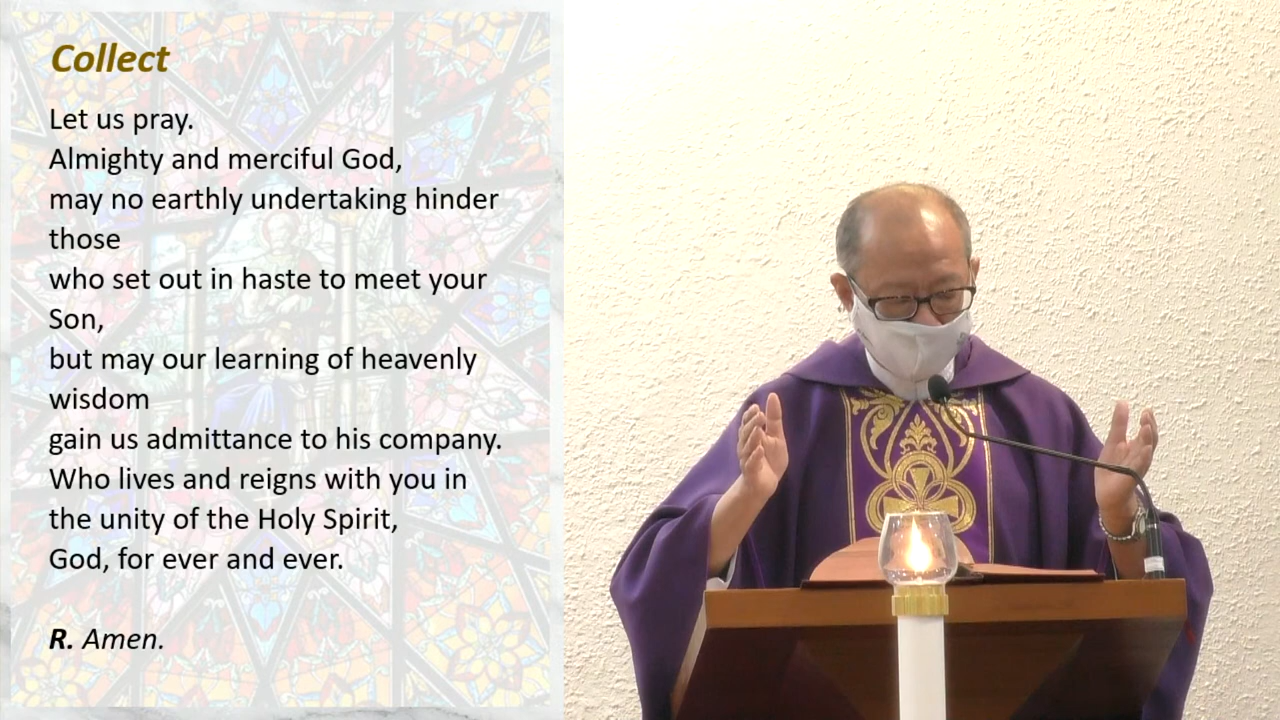 Collect
Let us pray.
Almighty and merciful God,
may no earthly undertaking hinder
those
who set out in haste to meet your
Son,
but may our learning of heavenly
wisdom
gain us admittance to his company.
Who lives and reigns with you in
the unity of the Holy Spirit,
God, for ever and ever.
R. Amen.